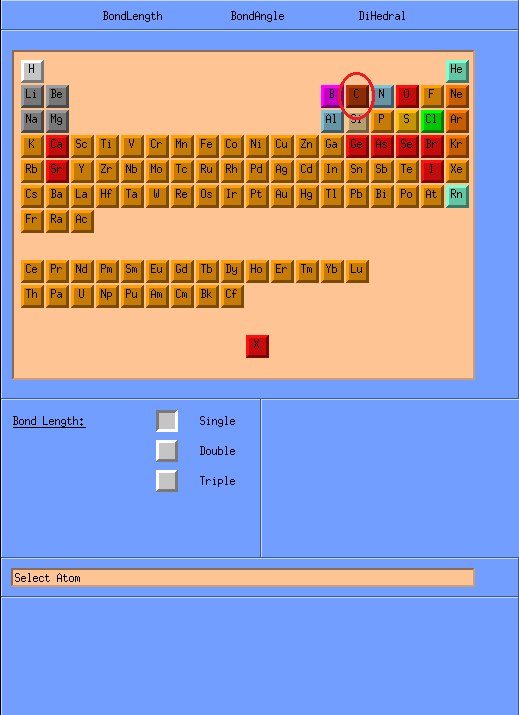 BondLength BondAngle DiHedral
H He
Li Be B C N O F Ne
Na Mg Al Si P S Cl Ar
K Ca Sc Ti V Cr Mn Fe Co Ni Cu Zn Ga Ge As Se Br Kr
Rb Sr Y Zr Nb Mo Tc Ru Rh Pd Ag Cd In Sn Sb Te I Xe
Cs Ba La Hf Ta W Re Os Ir Pt Au Hg Tl Pb Bi Po At Rn
Fr Ra Ac
Ce Pr Nd Pm Sm Eu Gd Tb Dy Ho Er Tm Yb Lu
Th Pa U Np Pu Am Cm Bk Cf
X
Bond Length: Single
Double
Triple
Select Atom